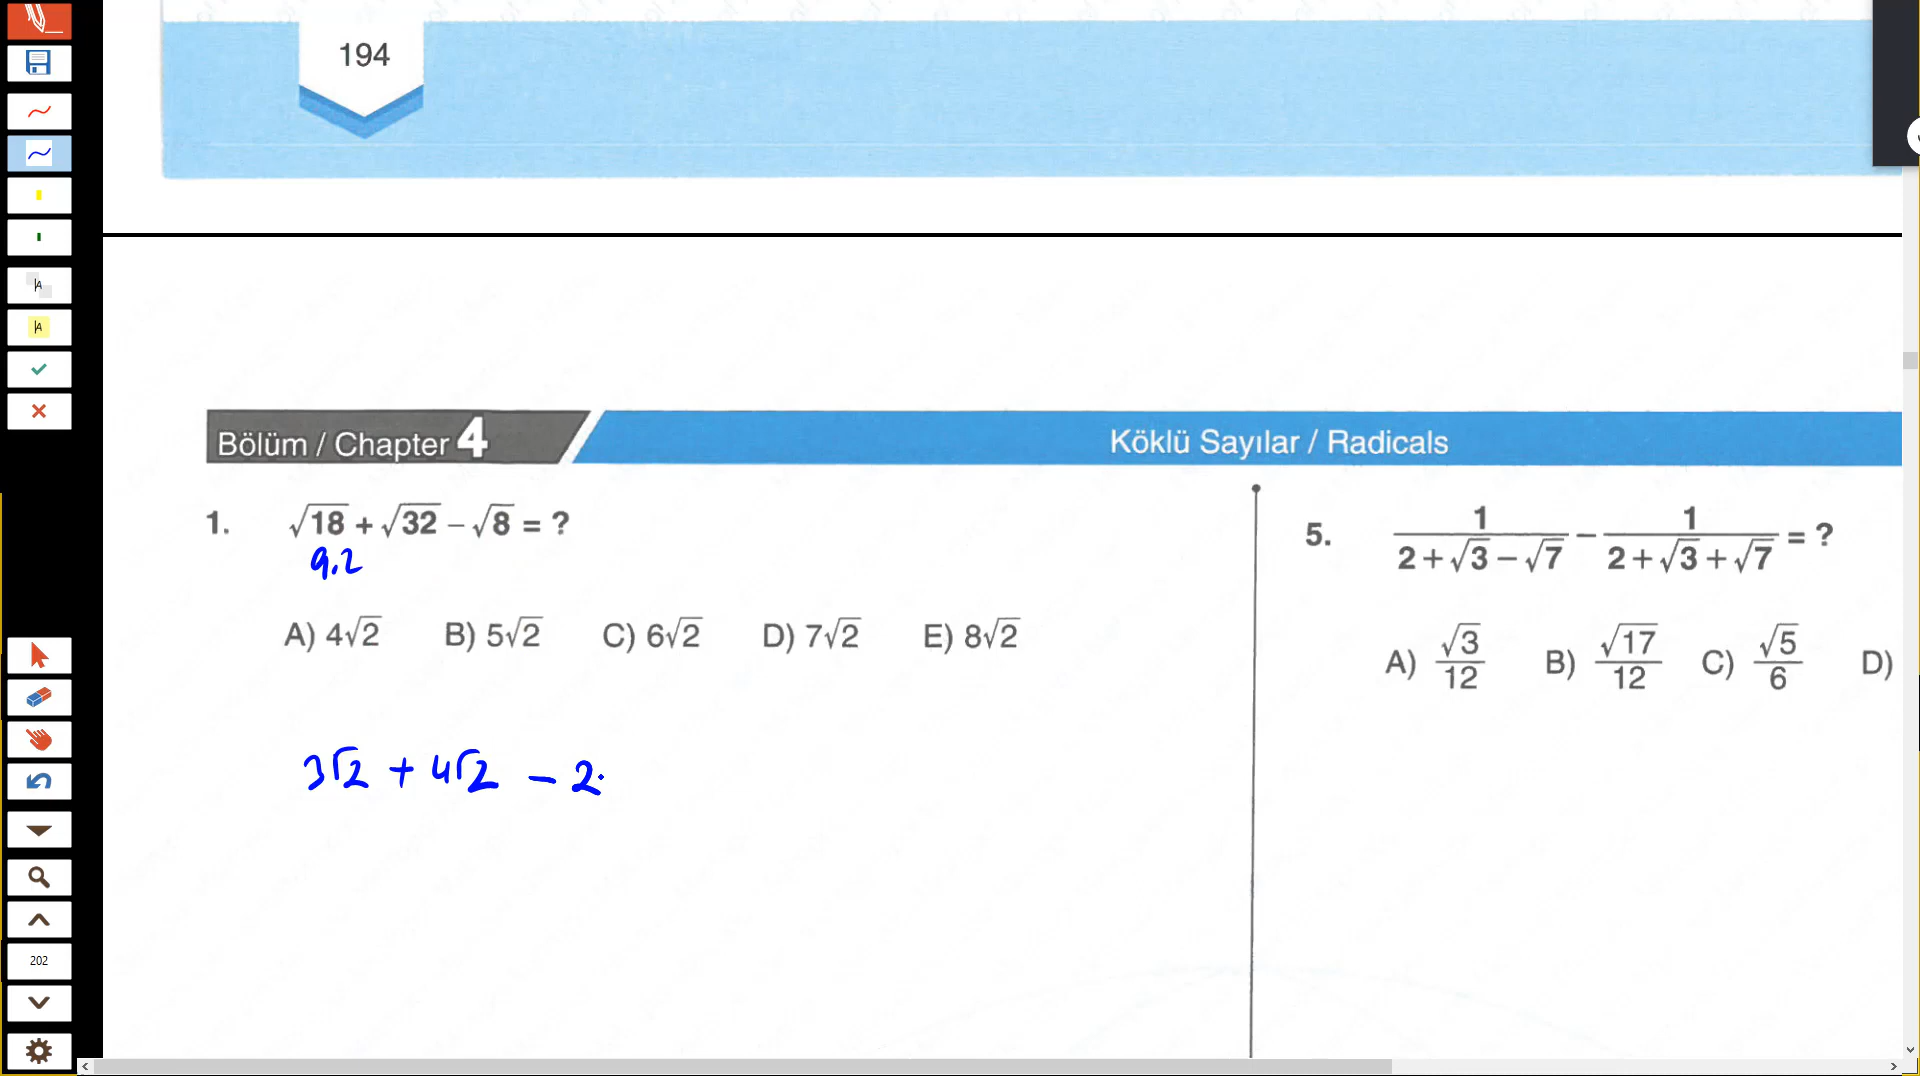 194
Bölüm / Chapter 4
Köklü Sayılar / Radicals
1. √18 + √32 − √8 = ?
9.2
A) 4√2 B) 5√2 C) 6√2 D) 7√2 E) 8√2
3√2 + 4√2 − 2
5. 1/(2+√3−√7) − 1/(2+√3+√7) = ?
A) √3/12 B) √17/12 C) √5/6 D)
202